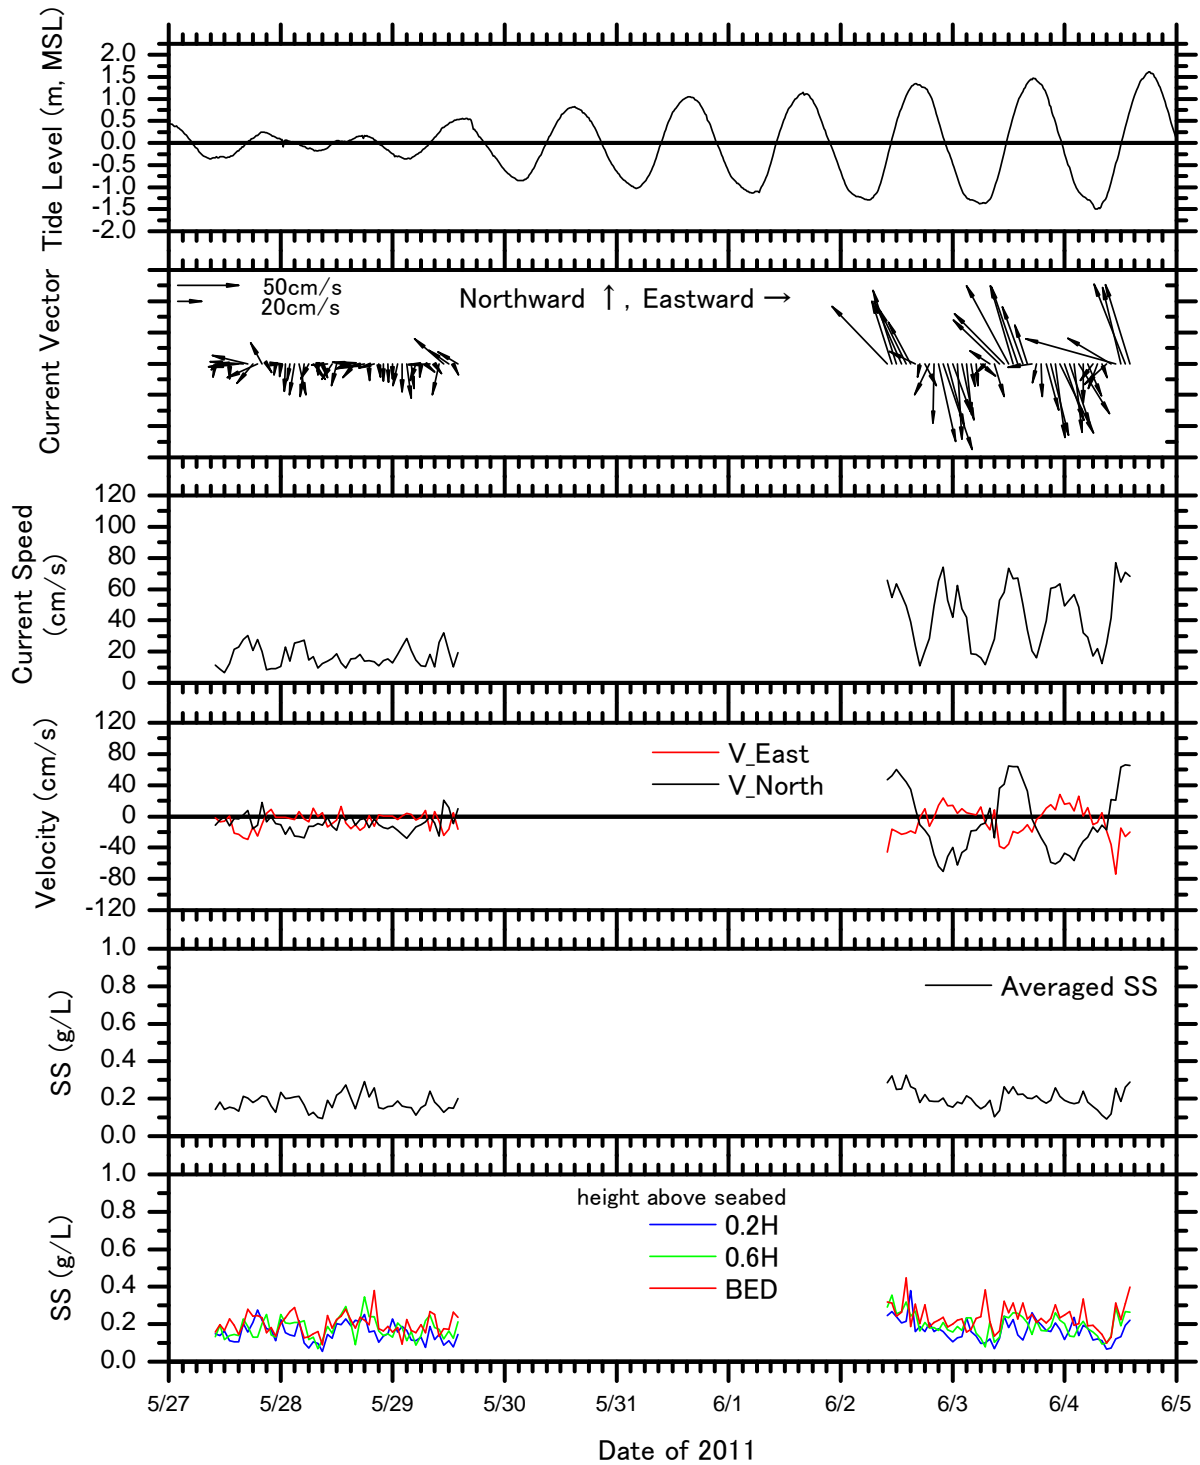 Tide Level (m, MSL)
2.0
1.5
1.0
0.5
0.0
-0.5
-1.0
-1.5
-2.0
Current Vector
50cm/s
20cm/s
Northward ↑ , Eastward →
Current Speed
(cm/s)
120
100
80
60
40
20
0
Velocity (cm/s)
120
80
40
0
-40
-80
-120
V_East
V_North
SS (g/L)
1.0
0.8
0.6
0.4
0.2
0.0
Averaged SS
SS (g/L)
1.0
0.8
0.6
0.4
0.2
0.0
height above seabed
0.2H
0.6H
BED
5/27 5/28 5/29 5/30 5/31 6/1 6/2 6/3 6/4 6/5
Date of 2011